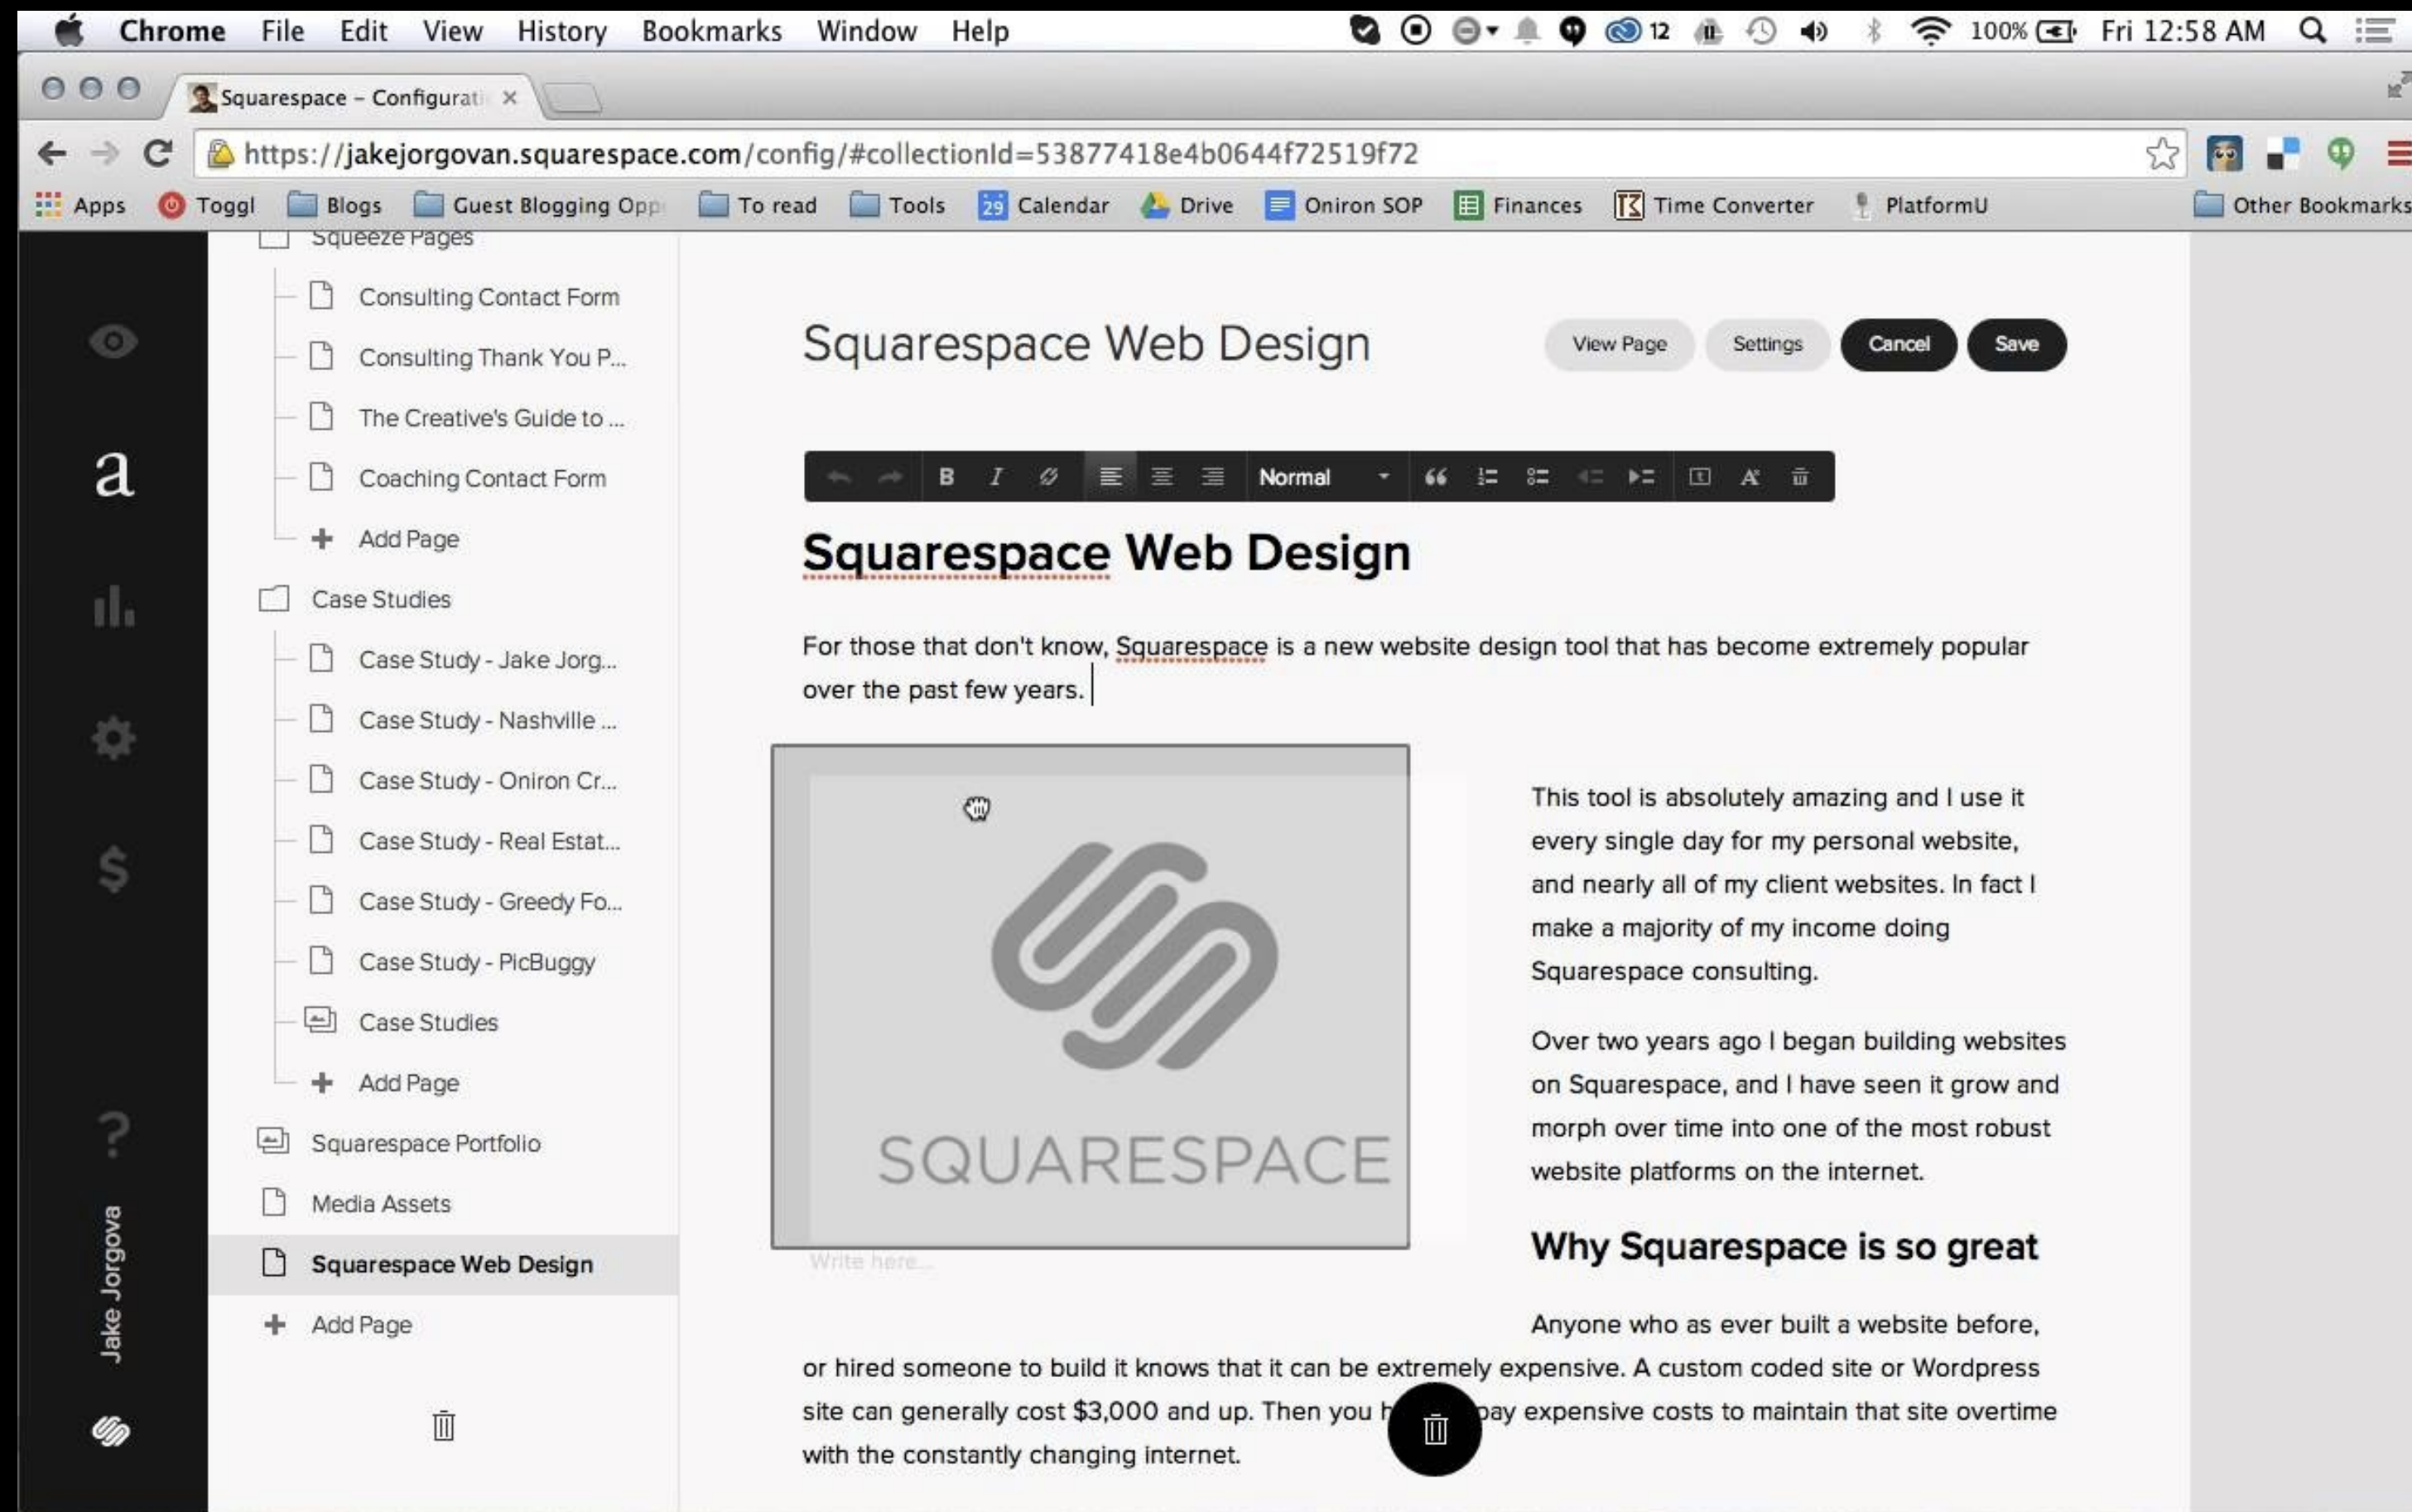 Chrome File Edit View History Bookmarks Window Help 12 100% Fri 12:58 AM
Squarespace – Configurati
https://jakejorgovan.squarespace.com/config/#collectionId=53877418e4b0644f72519f72
Apps Toggl Blogs Guest Blogging Opp To read Tools 29 Calendar Drive Oniron SOP Finances Time Converter PlatformU Other Bookmarks
Squeeze Pages
Consulting Contact Form
Consulting Thank You P...
The Creative's Guide to ...
Coaching Contact Form
Add Page
Case Studies
Case Study - Jake Jorg...
Case Study - Nashville ...
Case Study - Oniron Cr...
Case Study - Real Estat...
Case Study - Greedy Fo...
Case Study - PicBuggy
Case Studies
Add Page
Squarespace Portfolio
Media Assets
Squarespace Web Design
Add Page
a
$
?
Jake Jorgova
Squarespace Web Design
View Page Settings Cancel Save
B I Normal
Squarespace Web Design
For those that don't know, Squarespace is a new website design tool that has become extremely popular
over the past few years.
SQUARESPACE
Write here...
This tool is absolutely amazing and I use it
every single day for my personal website,
and nearly all of my client websites. In fact I
make a majority of my income doing
Squarespace consulting.
Over two years ago I began building websites
on Squarespace, and I have seen it grow and
morph over time into one of the most robust
website platforms on the internet.
Why Squarespace is so great
Anyone who as ever built a website before,
or hired someone to build it knows that it can be extremely expensive. A custom coded site or Wordpress
site can generally cost $3,000 and up. Then you h pay expensive costs to maintain that site overtime
with the constantly changing internet.